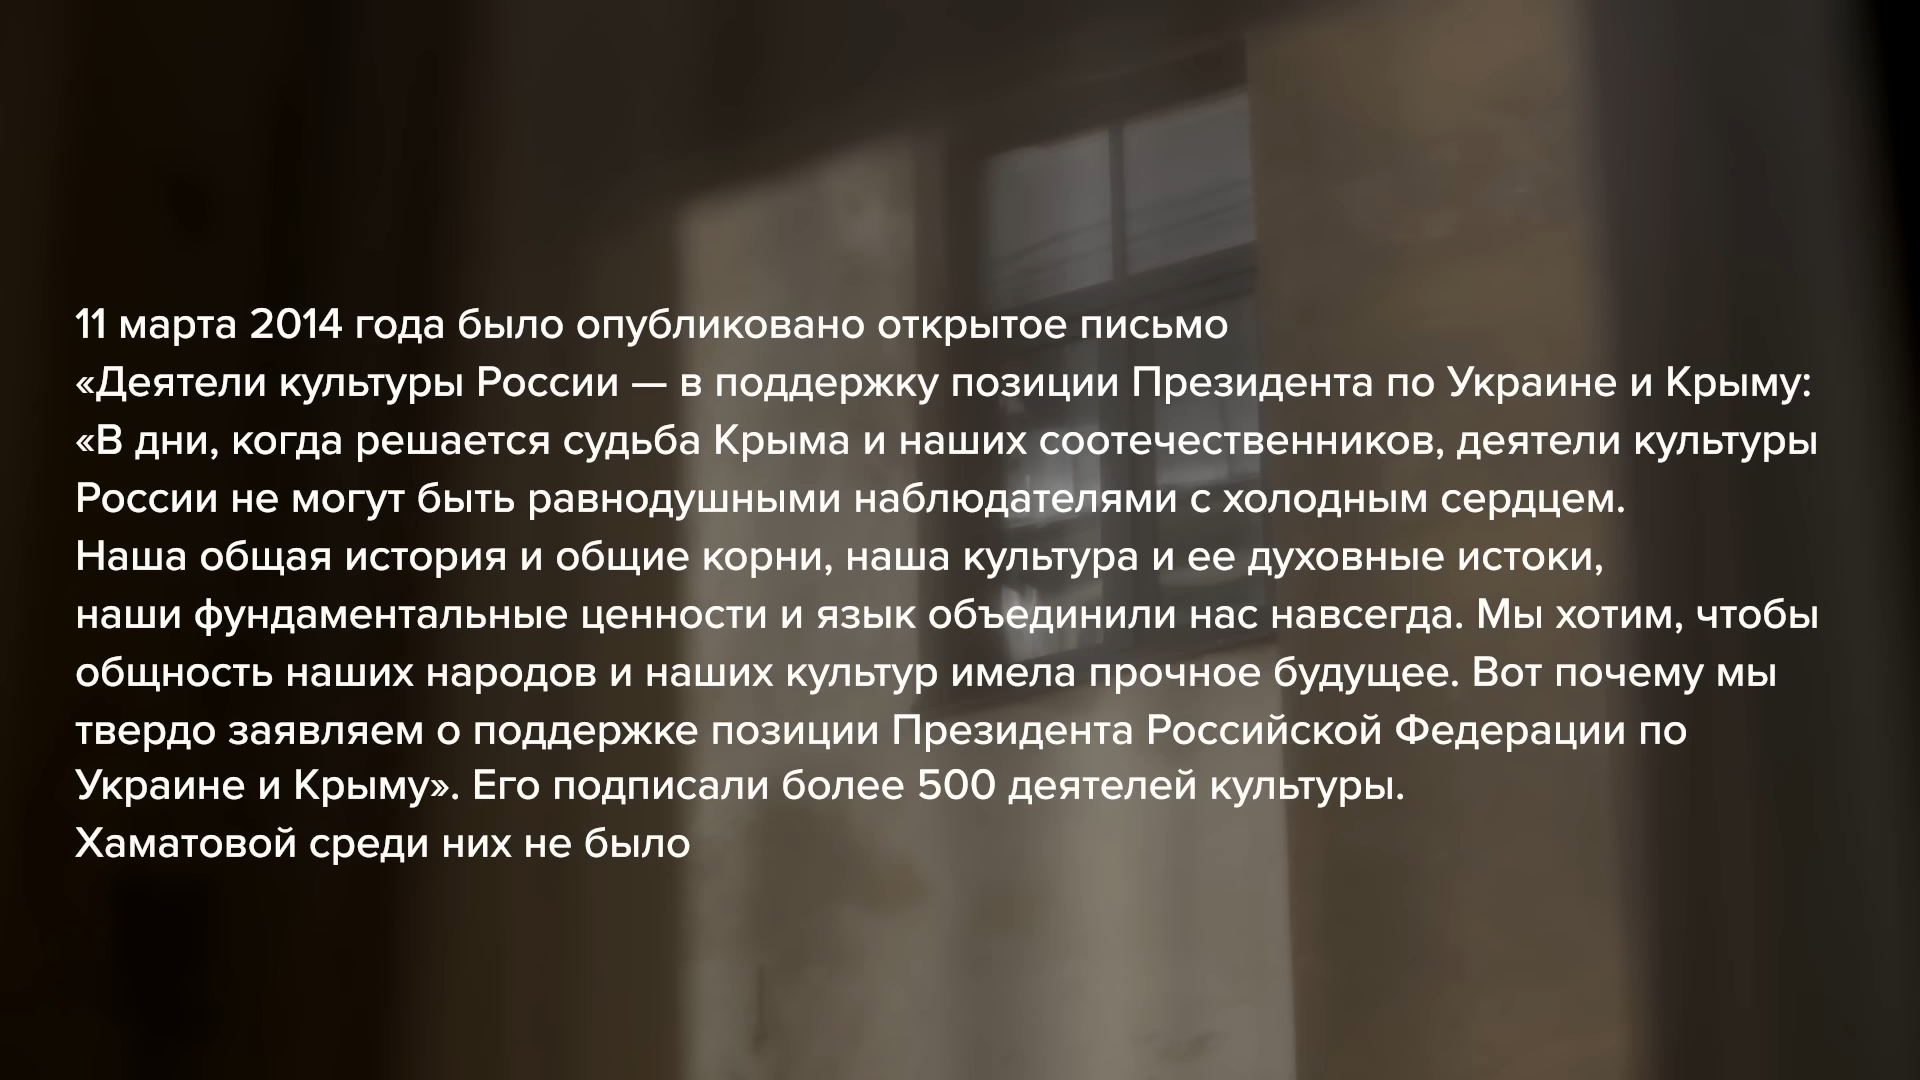 11 марта 2014 года было опубликовано открытое письмо
«Деятели культуры России — в поддержку позиции Президента по Украине и Крыму:
«В дни, когда решается судьба Крыма и наших соотечественников, деятели культуры
России не могут быть равнодушными наблюдателями с холодным сердцем.
Наша общая история и общие корни, наша культура и ее духовные истоки,
наши фундаментальные ценности и язык объединили нас навсегда. Мы хотим, чтобы
общность наших народов и наших культур имела прочное будущее. Вот почему мы
твердо заявляем о поддержке позиции Президента Российской Федерации по
Украине и Крыму». Его подписали более 500 деятелей культуры.
Хаматовой среди них не было